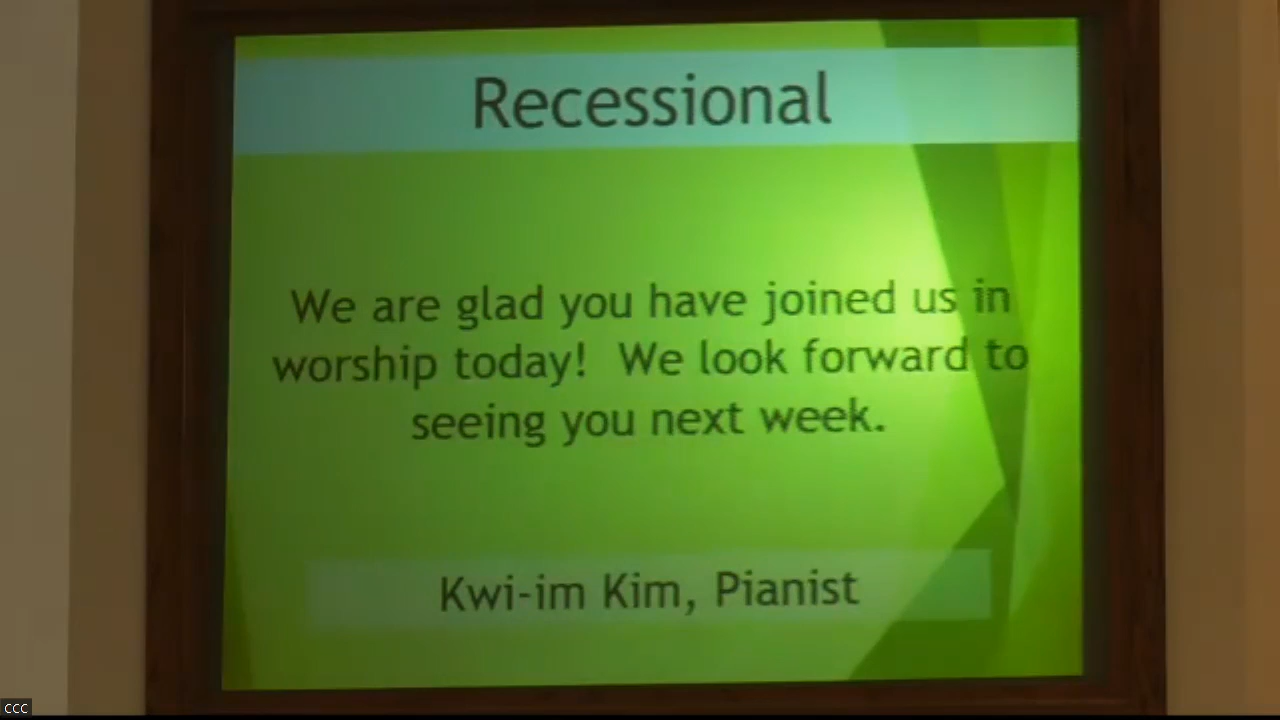 Recessional
We are glad you have joined us in
worship today!  We look forward to
seeing you next week.
Kwi-im Kim, Pianist
ccc